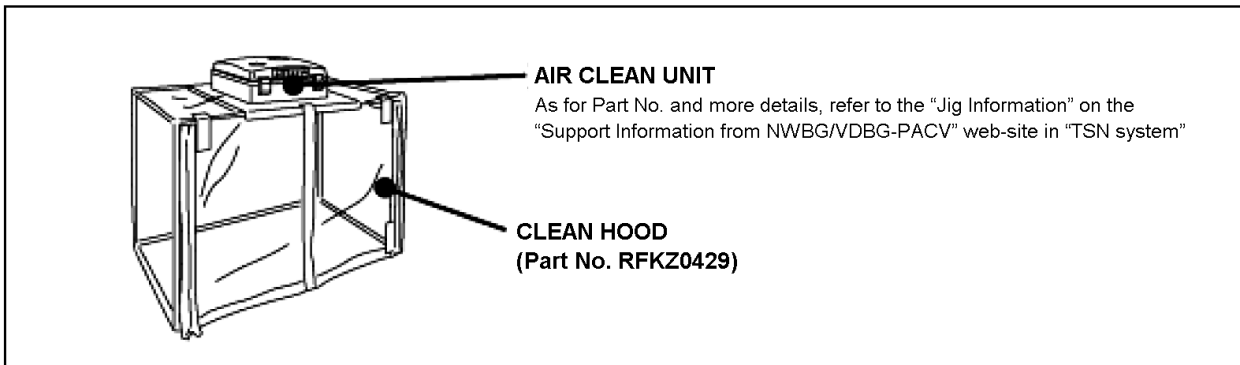 AIR CLEAN UNIT
As for Part No. and more details, refer to the “Jig Information” on the
“Support Information from NWBG/VDBG-PACV” web-site in “TSN system”
CLEAN HOOD
(Part No. RFKZ0429)